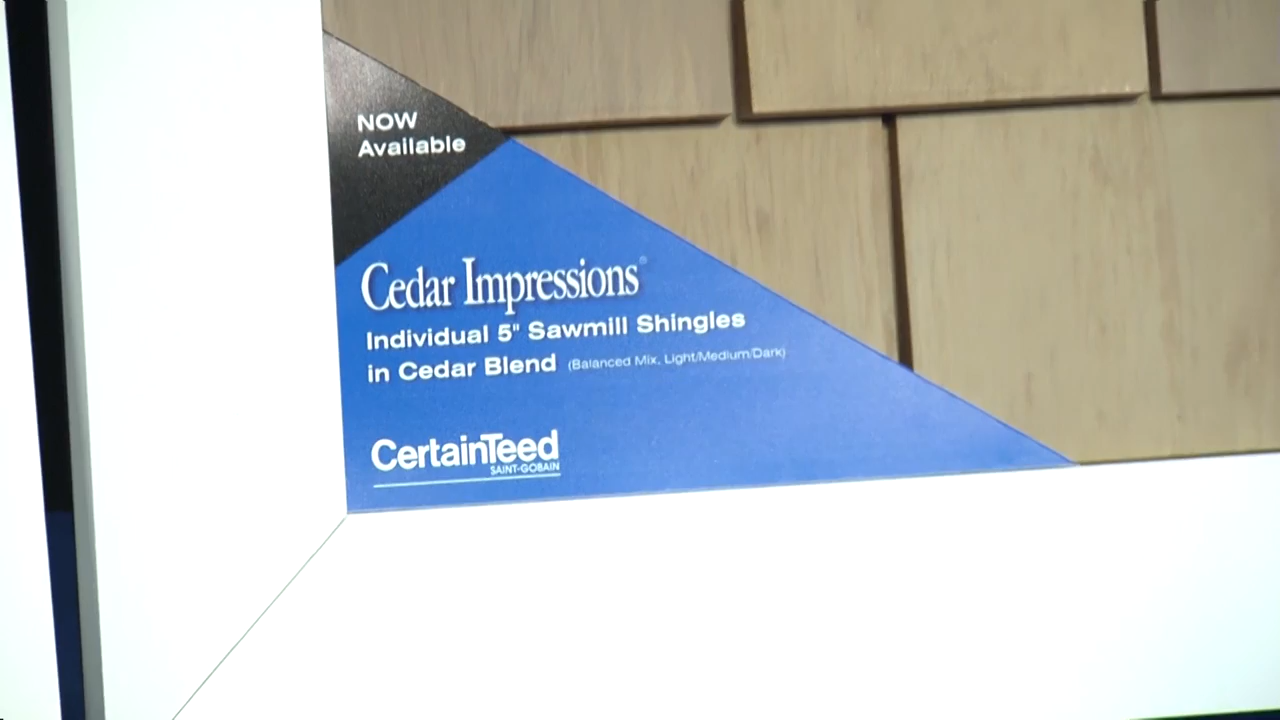 NOW
Available
Cedar Impressions®
Individual 5" Sawmill Shingles
in Cedar Blend (Balanced Mix, Light/Medium/Dark)
CertainTeed
SAINT-GOBAIN